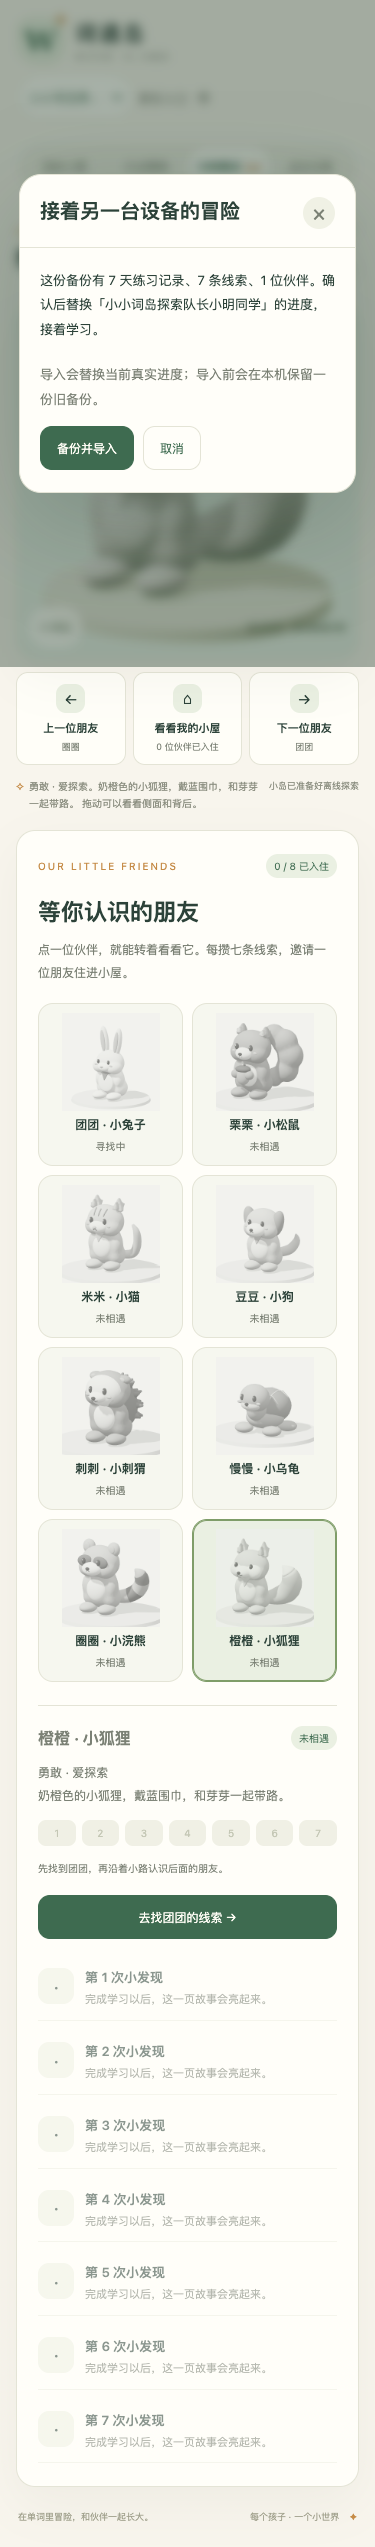 接着另一台设备的冒险
×
这份备份有 7 天练习记录、7 条线索、1 位伙伴。确
认后替换「小小词岛探索队长小明同学」的进度，
接着学习。
导入会替换当前真实进度；导入前会在本机保留一
份旧备份。
备份并导入
取消
← 上一位朋友
圈圈
看看我的小屋
0 位伙伴已入住
→ 下一位朋友
团团
勇敢 · 爱探索。奶橙色的小狐狸，戴蓝围巾，和芽芽
一起带路。 拖动可以看看侧面和背后。
小岛已准备好离线探索
OUR LITTLE FRIENDS
0 / 8 已入住
等你认识的朋友
点一位伙伴，就能转着看看它。每攒七条线索，邀请一
位朋友住进小屋。
团团 · 小兔子
寻找中
栗栗 · 小松鼠
未相遇
米米 · 小猫
未相遇
豆豆 · 小狗
未相遇
刺刺 · 小刺猬
未相遇
慢慢 · 小乌龟
未相遇
圈圈 · 小浣熊
未相遇
橙橙 · 小狐狸
未相遇
橙橙 · 小狐狸
未相遇
勇敢 · 爱探索
奶橙色的小狐狸，戴蓝围巾，和芽芽一起带路。
1 2 3 4 5 6 7
先找到团团，再沿着小路认识后面的朋友。
去找团团的线索 →
第 1 次小发现
完成学习以后，这一页故事会亮起来。
第 2 次小发现
完成学习以后，这一页故事会亮起来。
第 3 次小发现
完成学习以后，这一页故事会亮起来。
第 4 次小发现
完成学习以后，这一页故事会亮起来。
第 5 次小发现
完成学习以后，这一页故事会亮起来。
第 6 次小发现
完成学习以后，这一页故事会亮起来。
第 7 次小发现
完成学习以后，这一页故事会亮起来。
在单词里冒险，和伙伴一起长大。
每个孩子 · 一个小世界